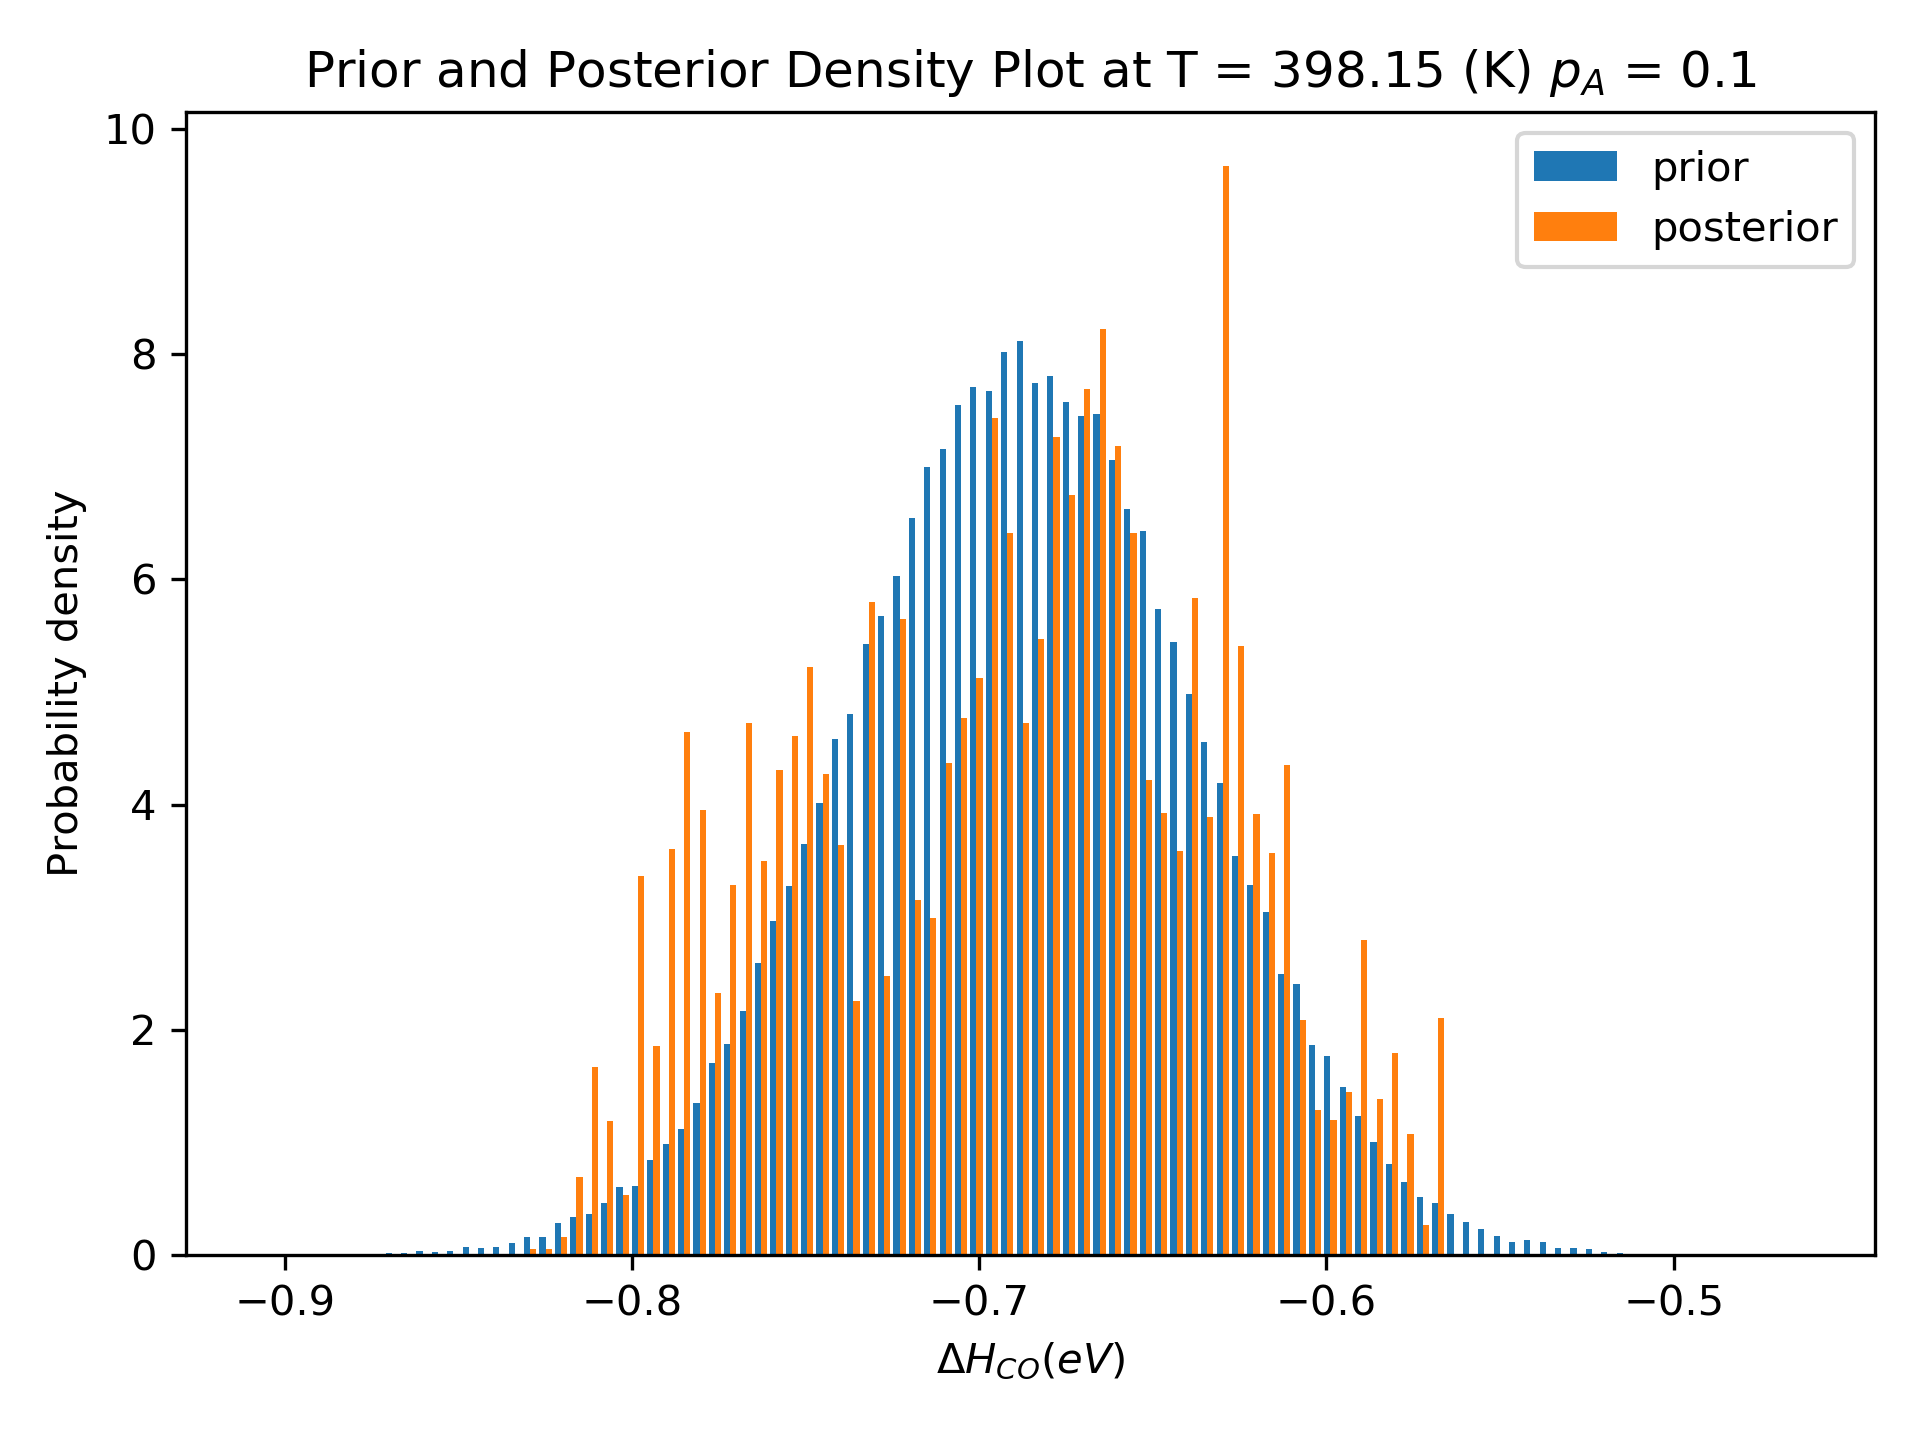 Prior and Posterior Density Plot at T = 398.15 (K) p_A = 0.1
prior
posterior
Probability density
10
8
6
4
2
0
−0.9 −0.8 −0.7 −0.6 −0.5
ΔH_CO(eV)